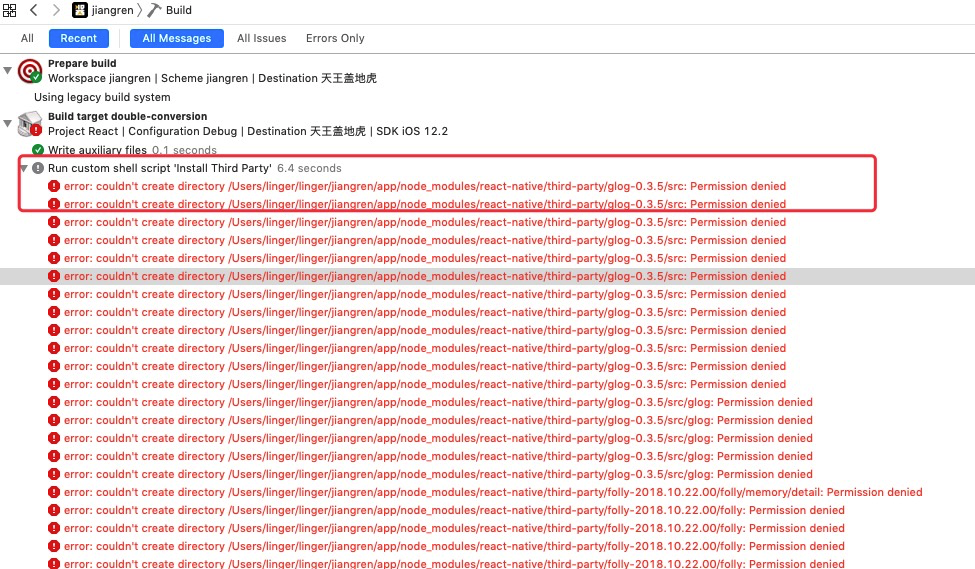 jiangren Build
All Recent All Messages All Issues Errors Only
Prepare build
Workspace jiangren | Scheme jiangren | Destination 天王盖地虎
Using legacy build system
Build target double-conversion
Project React | Configuration Debug | Destination 天王盖地虎 | SDK iOS 12.2
Write auxiliary files 0.1 seconds
Run custom shell script 'Install Third Party' 6.4 seconds
error: couldn't create directory /Users/linger/linger/jiangren/app/node_modules/react-native/third-party/glog-0.3.5/src: Permission denied
error: couldn't create directory /Users/linger/linger/jiangren/app/node_modules/react-native/third-party/glog-0.3.5/src: Permission denied
error: couldn't create directory /Users/linger/linger/jiangren/app/node_modules/react-native/third-party/glog-0.3.5/src: Permission denied
error: couldn't create directory /Users/linger/linger/jiangren/app/node_modules/react-native/third-party/glog-0.3.5/src: Permission denied
error: couldn't create directory /Users/linger/linger/jiangren/app/node_modules/react-native/third-party/glog-0.3.5/src: Permission denied
error: couldn't create directory /Users/linger/linger/jiangren/app/node_modules/react-native/third-party/glog-0.3.5/src: Permission denied
error: couldn't create directory /Users/linger/linger/jiangren/app/node_modules/react-native/third-party/glog-0.3.5/src: Permission denied
error: couldn't create directory /Users/linger/linger/jiangren/app/node_modules/react-native/third-party/glog-0.3.5/src: Permission denied
error: couldn't create directory /Users/linger/linger/jiangren/app/node_modules/react-native/third-party/glog-0.3.5/src: Permission denied
error: couldn't create directory /Users/linger/linger/jiangren/app/node_modules/react-native/third-party/glog-0.3.5/src: Permission denied
error: couldn't create directory /Users/linger/linger/jiangren/app/node_modules/react-native/third-party/glog-0.3.5/src: Permission denied
error: couldn't create directory /Users/linger/linger/jiangren/app/node_modules/react-native/third-party/glog-0.3.5/src: Permission denied
error: couldn't create directory /Users/linger/linger/jiangren/app/node_modules/react-native/third-party/glog-0.3.5/src/glog: Permission denied
error: couldn't create directory /Users/linger/linger/jiangren/app/node_modules/react-native/third-party/glog-0.3.5/src/glog: Permission denied
error: couldn't create directory /Users/linger/linger/jiangren/app/node_modules/react-native/third-party/glog-0.3.5/src/glog: Permission denied
error: couldn't create directory /Users/linger/linger/jiangren/app/node_modules/react-native/third-party/glog-0.3.5/src/glog: Permission denied
error: couldn't create directory /Users/linger/linger/jiangren/app/node_modules/react-native/third-party/glog-0.3.5/src/glog: Permission denied
error: couldn't create directory /Users/linger/linger/jiangren/app/node_modules/react-native/third-party/folly-2018.10.22.00/folly/memory/detail: Permission denied
error: couldn't create directory /Users/linger/linger/jiangren/app/node_modules/react-native/third-party/folly-2018.10.22.00/folly: Permission denied
error: couldn't create directory /Users/linger/linger/jiangren/app/node_modules/react-native/third-party/folly-2018.10.22.00/folly: Permission denied
error: couldn't create directory /Users/linger/linger/jiangren/app/node_modules/react-native/third-party/folly-2018.10.22.00/folly: Permission denied
error: couldn't create directory /Users/linger/linger/jiangren/app/node_modules/react-native/third-party/folly-2018.10.22.00/folly: Permission denied